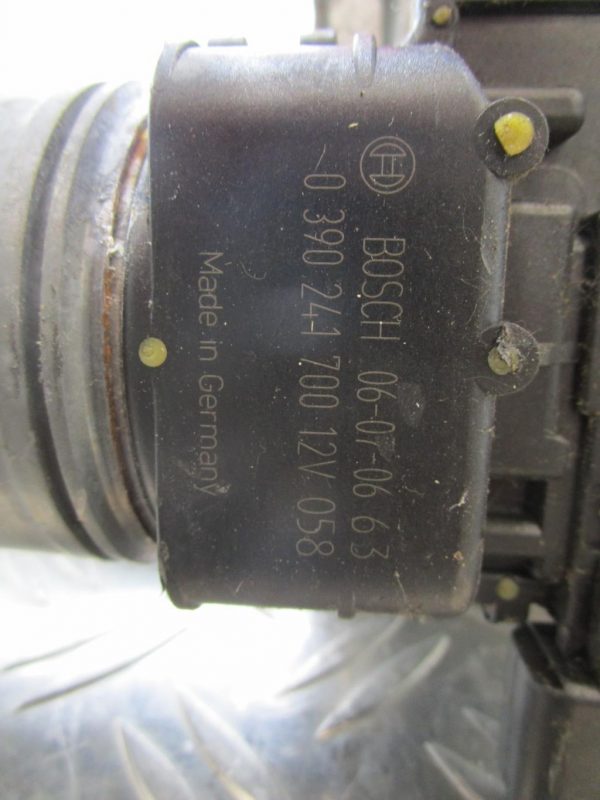 BOSCH 06-07-06 63
0 390 241 700 12V 058
Made in Germany